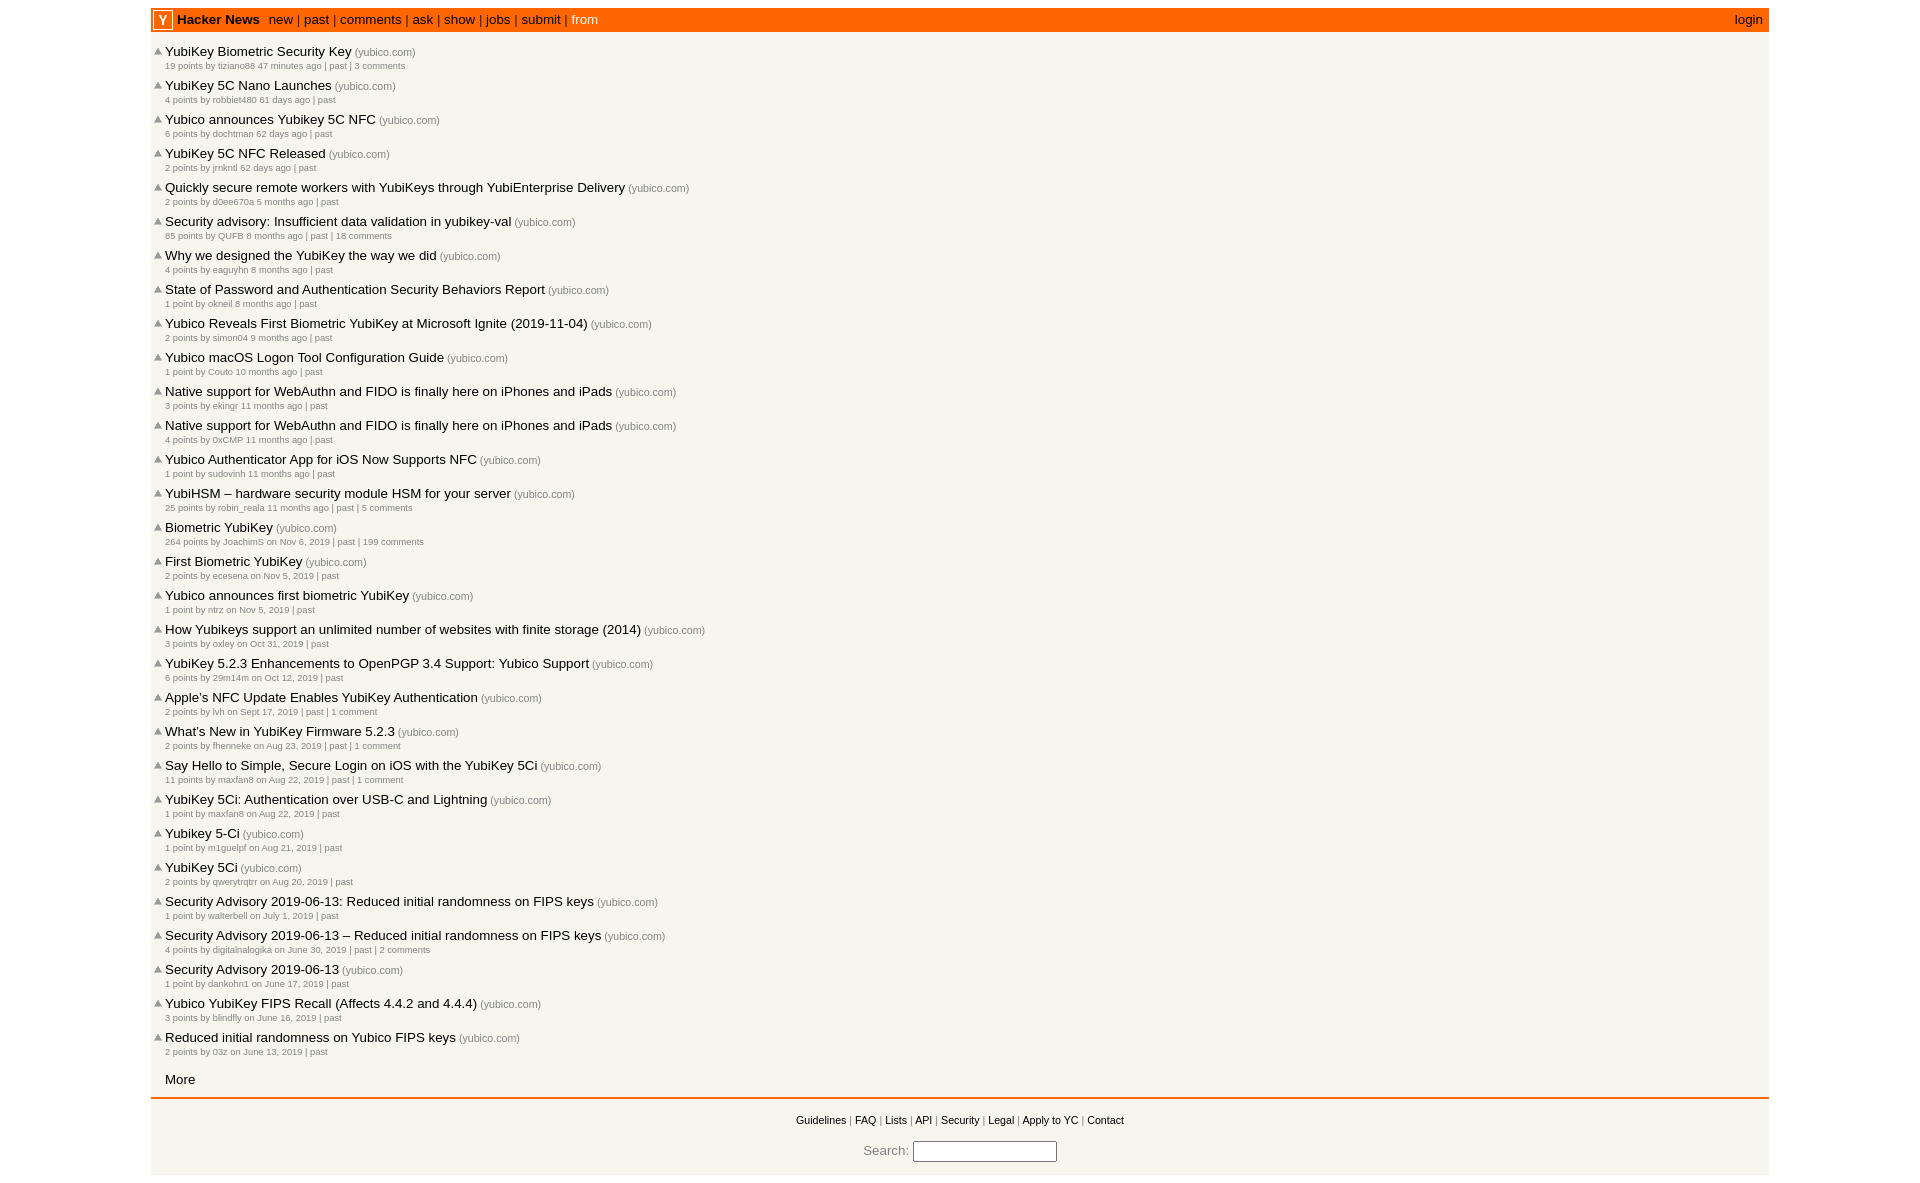 Y Hacker News new | past | comments | ask | show | jobs | submit | from login
YubiKey Biometric Security Key (yubico.com)
19 points by tiziano88 47 minutes ago | past | 3 comments
YubiKey 5C Nano Launches (yubico.com)
4 points by robbiet480 61 days ago | past
Yubico announces Yubikey 5C NFC (yubico.com)
6 points by dochtman 62 days ago | past
YubiKey 5C NFC Released (yubico.com)
2 points by jrnkntl 62 days ago | past
Quickly secure remote workers with YubiKeys through YubiEnterprise Delivery (yubico.com)
2 points by d0ee670a 5 months ago | past
Security advisory: Insufficient data validation in yubikey-val (yubico.com)
85 points by QUFB 8 months ago | past | 18 comments
Why we designed the YubiKey the way we did (yubico.com)
4 points by eaguyhn 8 months ago | past
State of Password and Authentication Security Behaviors Report (yubico.com)
1 point by okneil 8 months ago | past
Yubico Reveals First Biometric YubiKey at Microsoft Ignite (2019-11-04) (yubico.com)
2 points by simon04 9 months ago | past
Yubico macOS Logon Tool Configuration Guide (yubico.com)
1 point by Couto 10 months ago | past
Native support for WebAuthn and FIDO is finally here on iPhones and iPads (yubico.com)
3 points by ekingr 11 months ago | past
Native support for WebAuthn and FIDO is finally here on iPhones and iPads (yubico.com)
4 points by 0xCMP 11 months ago | past
Yubico Authenticator App for iOS Now Supports NFC (yubico.com)
1 point by sudovinh 11 months ago | past
YubiHSM – hardware security module HSM for your server (yubico.com)
25 points by robin_reala 11 months ago | past | 5 comments
Biometric YubiKey (yubico.com)
264 points by JoachimS on Nov 6, 2019 | past | 199 comments
First Biometric YubiKey (yubico.com)
2 points by ecesena on Nov 5, 2019 | past
Yubico announces first biometric YubiKey (yubico.com)
1 point by ntrz on Nov 5, 2019 | past
How Yubikeys support an unlimited number of websites with finite storage (2014) (yubico.com)
3 points by oxley on Oct 31, 2019 | past
YubiKey 5.2.3 Enhancements to OpenPGP 3.4 Support: Yubico Support (yubico.com)
6 points by 29m14m on Oct 12, 2019 | past
Apple’s NFC Update Enables YubiKey Authentication (yubico.com)
2 points by lvh on Sept 17, 2019 | past | 1 comment
What’s New in YubiKey Firmware 5.2.3 (yubico.com)
2 points by fhenneke on Aug 23, 2019 | past | 1 comment
Say Hello to Simple, Secure Login on iOS with the YubiKey 5Ci (yubico.com)
11 points by maxfan8 on Aug 22, 2019 | past | 1 comment
YubiKey 5Ci: Authentication over USB-C and Lightning (yubico.com)
1 point by maxfan8 on Aug 22, 2019 | past
Yubikey 5-Ci (yubico.com)
1 point by m1guelpf on Aug 21, 2019 | past
YubiKey 5Ci (yubico.com)
2 points by qwerytrqtrr on Aug 20, 2019 | past
Security Advisory 2019-06-13: Reduced initial randomness on FIPS keys (yubico.com)
1 point by walterbell on July 1, 2019 | past
Security Advisory 2019-06-13 – Reduced initial randomness on FIPS keys (yubico.com)
4 points by digitalnalogika on June 30, 2019 | past | 2 comments
Security Advisory 2019-06-13 (yubico.com)
1 point by dankohn1 on June 17, 2019 | past
Yubico YubiKey FIPS Recall (Affects 4.4.2 and 4.4.4) (yubico.com)
3 points by blindfly on June 16, 2019 | past
Reduced initial randomness on Yubico FIPS keys (yubico.com)
2 points by 03z on June 13, 2019 | past
More
Guidelines | FAQ | Lists | API | Security | Legal | Apply to YC | Contact
Search: